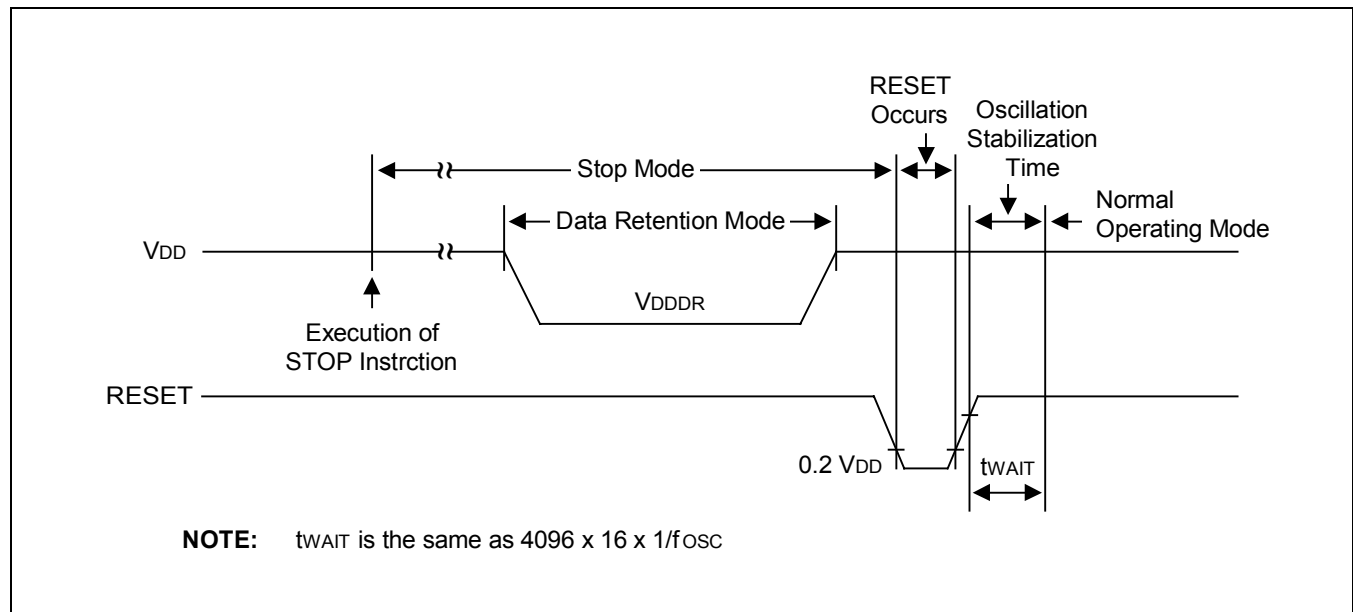 RESET
Occurs
Oscillation
Stabilization
Time
Stop Mode
Normal
Operating Mode
Data Retention Mode
VDD
VDDDR
Execution of
STOP Instrction
RESET
0.2 VDD
tWAIT
NOTE: tWAIT is the same as 4096 x 16 x 1/fOSC